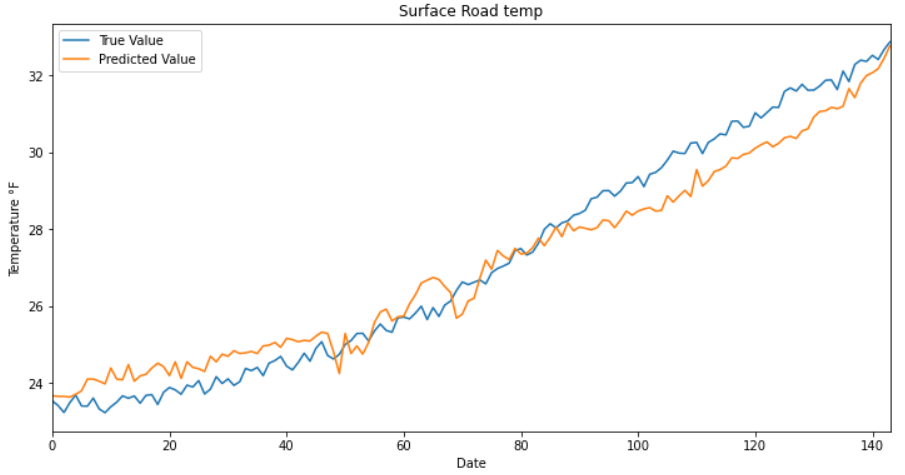 Surface Road temp
True Value
Predicted Value
Temperature °F
32
30
28
26
24
0 20 40 60 80 100 120 140
Date